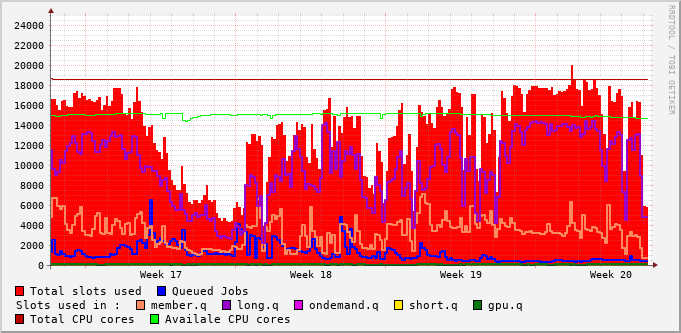 RRDTOOL / TOBI OETIKER
24000
22000
20000
18000
16000
14000
12000
10000
8000
6000
4000
2000
0
Week 17 Week 18 Week 19 Week 20
Total slots used Queued Jobs
Slots used in : member.q long.q ondemand.q short.q gpu.q
Total CPU cores Availale CPU cores